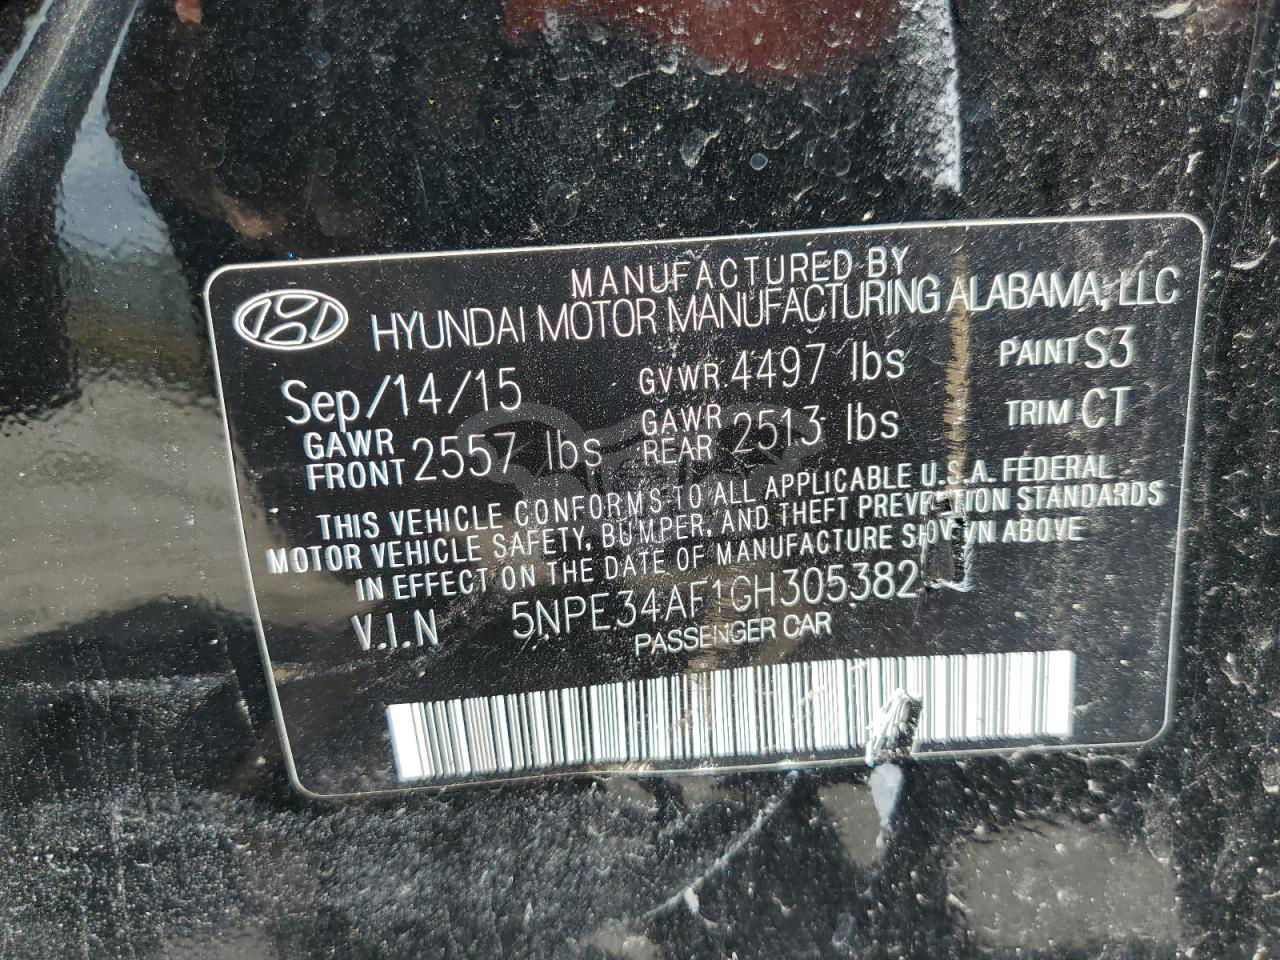 MANUFACTURED BY
HYUNDAI MOTOR MANUFACTURING ALABAMA, LLC
Sep/14/15 GVWR 4497 lbs PAINT S3
GAWR FRONT 2557 lbs GAWR REAR 2513 lbs TRIM CT
THIS VEHICLE CONFORMS TO ALL APPLICABLE U.S.A. FEDERAL
MOTOR VEHICLE SAFETY, BUMPER, AND THEFT PREVENTION STANDARDS
IN EFFECT ON THE DATE OF MANUFACTURE SHOWN ABOVE
V.I.N 5NPE34AF1GH305382
PASSENGER CAR